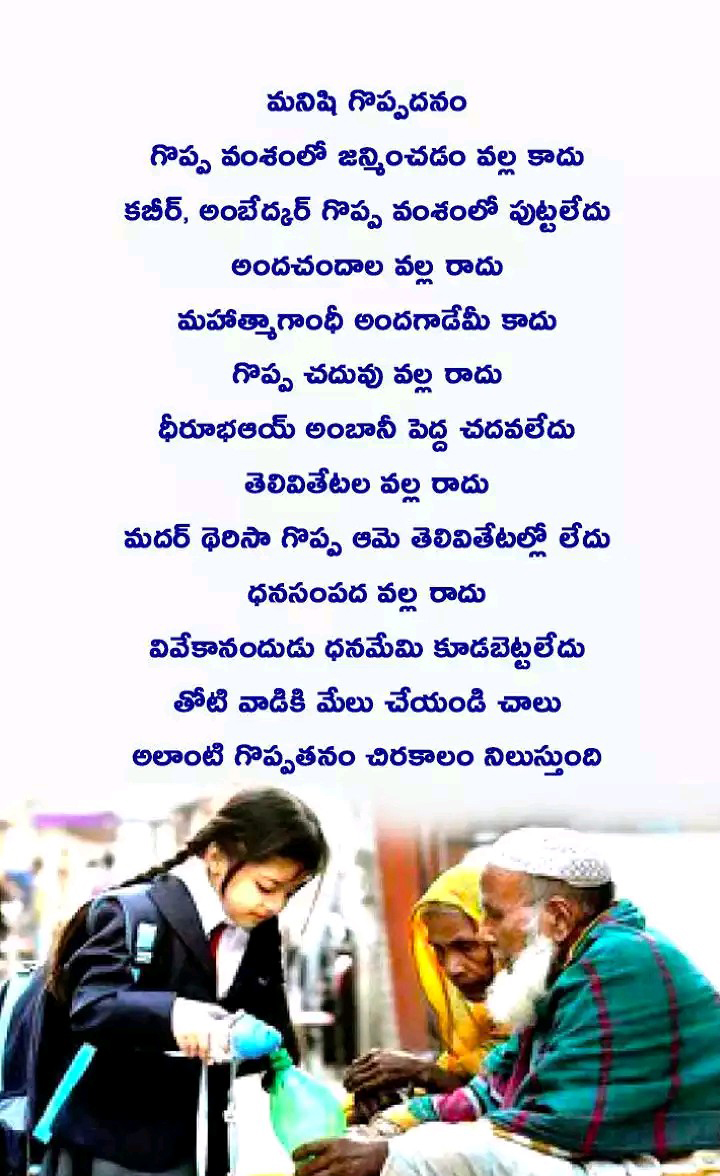 మనిషి గొప్పదనం
గొప్ప వంశంలో జన్మించడం వల్ల కాదు
కబీర్, అంబేద్కర్ గొప్ప వంశంలో పుట్టలేదు
అందచందాల వల్ల రాదు
మహాత్మాగాంధీ అందగాడేమీ కాదు
గొప్ప చదువు వల్ల రాదు
ధీరూభఆయ్ అంబానీ పెద్ద చదవలేదు
తెలివితేటల వల్ల రాదు
మదర్ థెరిసా గొప్ప ఆమె తెలివితేటల్లో లేదు
ధనసంపద వల్ల రాదు
వివేకానందుడు ధనమేమి కూడబెట్టలేదు
తోటి వాడికి మేలు చేయండి చాలు
అలాంటి గొప్పతనం చిరకాలం నిలుస్తుంది